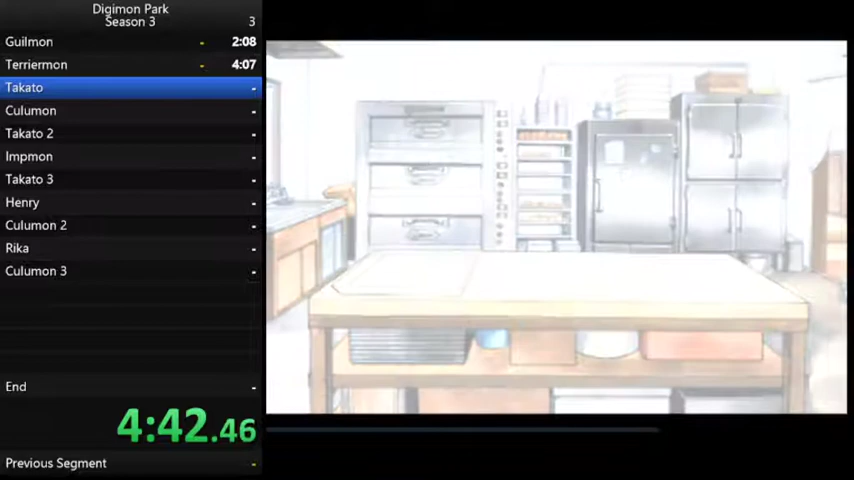 Digimon Park
Season 3 3
Guilmon - 2:08
Terriermon - 4:07
Takato -
Culumon -
Takato 2 -
Impmon -
Takato 3 -
Henry -
Culumon 2 -
Rika -
Culumon 3 -
End -
4:42.46
Previous Segment -